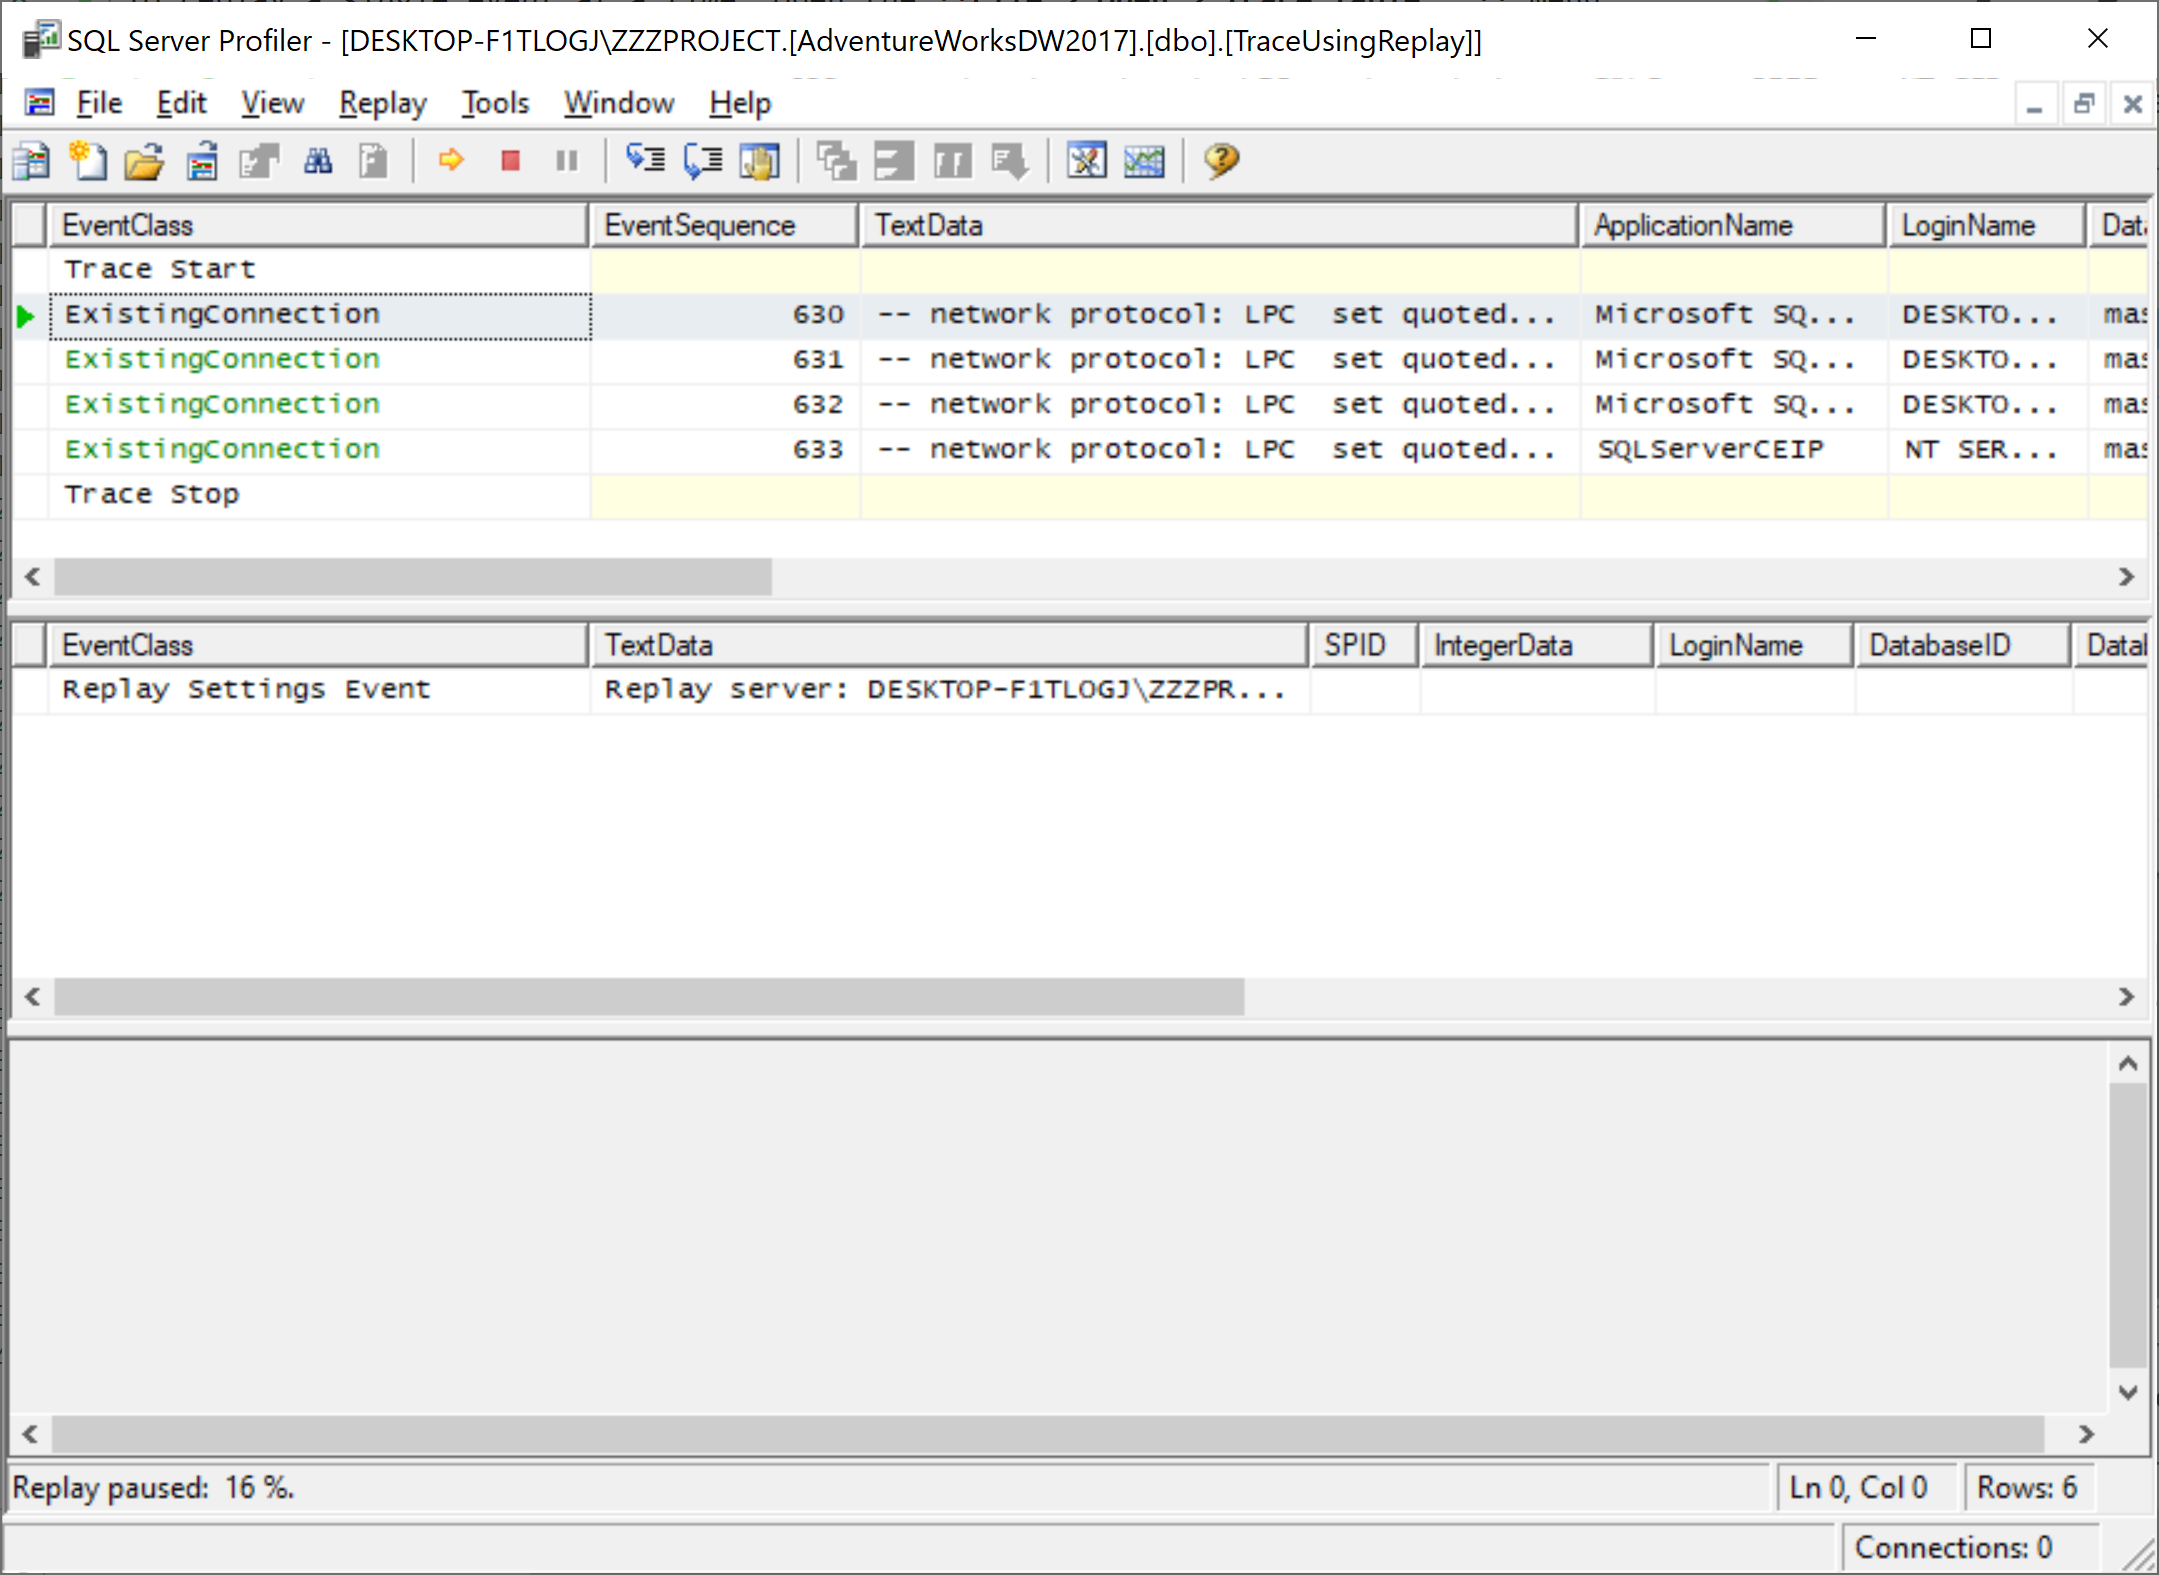 SQL Server Profiler - [DESKTOP-F1TLOGJ\ZZZPROJECT.[AdventureWorksDW2017].[dbo].[TraceUsingReplay]]
File Edit View Replay Tools Window Help
EventClass EventSequence TextData ApplicationName LoginName Data
Trace Start
ExistingConnection 630 -- network protocol: LPC set quoted... Microsoft SQ... DESKTO... mas
ExistingConnection 631 -- network protocol: LPC set quoted... Microsoft SQ... DESKTO... mas
ExistingConnection 632 -- network protocol: LPC set quoted... Microsoft SQ... DESKTO... mas
ExistingConnection 633 -- network protocol: LPC set quoted... SQLServerCEIP NT SER... mas
Trace Stop
EventClass TextData SPID IntegerData LoginName DatabaseID Datab
Replay Settings Event Replay server: DESKTOP-F1TLOGJ\ZZZPR...
Replay paused: 16 %.
Ln 0, Col 0
Rows: 6
Connections: 0